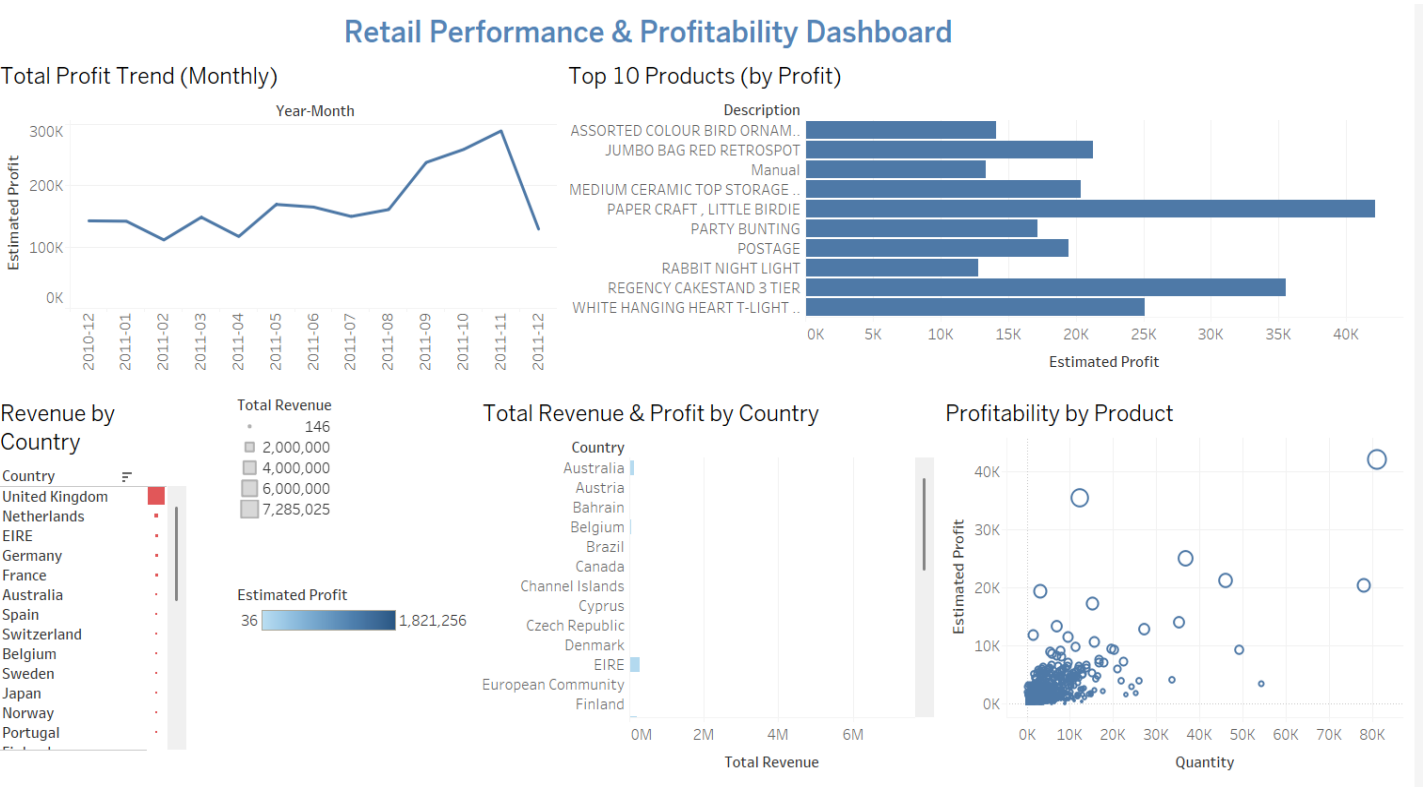 Retail Performance & Profitability Dashboard
Total Profit Trend (Monthly)
Year-Month
Estimated Profit
300K
200K
100K
0K
2010-12
2011-01
2011-02
2011-03
2011-04
2011-05
2011-06
2011-07
2011-08
2011-09
2011-10
2011-11
2011-12
Top 10 Products (by Profit)
Description
ASSORTED COLOUR BIRD ORNAM..
JUMBO BAG RED RETROSPOT
Manual
MEDIUM CERAMIC TOP STORAGE ..
PAPER CRAFT , LITTLE BIRDIE
PARTY BUNTING
POSTAGE
RABBIT NIGHT LIGHT
REGENCY CAKESTAND 3 TIER
WHITE HANGING HEART T-LIGHT ..
0K 5K 10K 15K 20K 25K 30K 35K 40K
Estimated Profit
Revenue by
Country
Country
United Kingdom
Netherlands
EIRE
Germany
France
Australia
Spain
Switzerland
Belgium
Sweden
Japan
Norway
Portugal
Total Revenue
146
2,000,000
4,000,000
6,000,000
7,285,025
Estimated Profit
36 1,821,256
Total Revenue & Profit by Country
Country
Australia
Austria
Bahrain
Belgium
Brazil
Canada
Channel Islands
Cyprus
Czech Republic
Denmark
EIRE
European Community
Finland
0M 2M 4M 6M
Total Revenue
Profitability by Product
Estimated Profit
40K
30K
20K
10K
0K
0K 10K 20K 30K 40K 50K 60K 70K 80K
Quantity